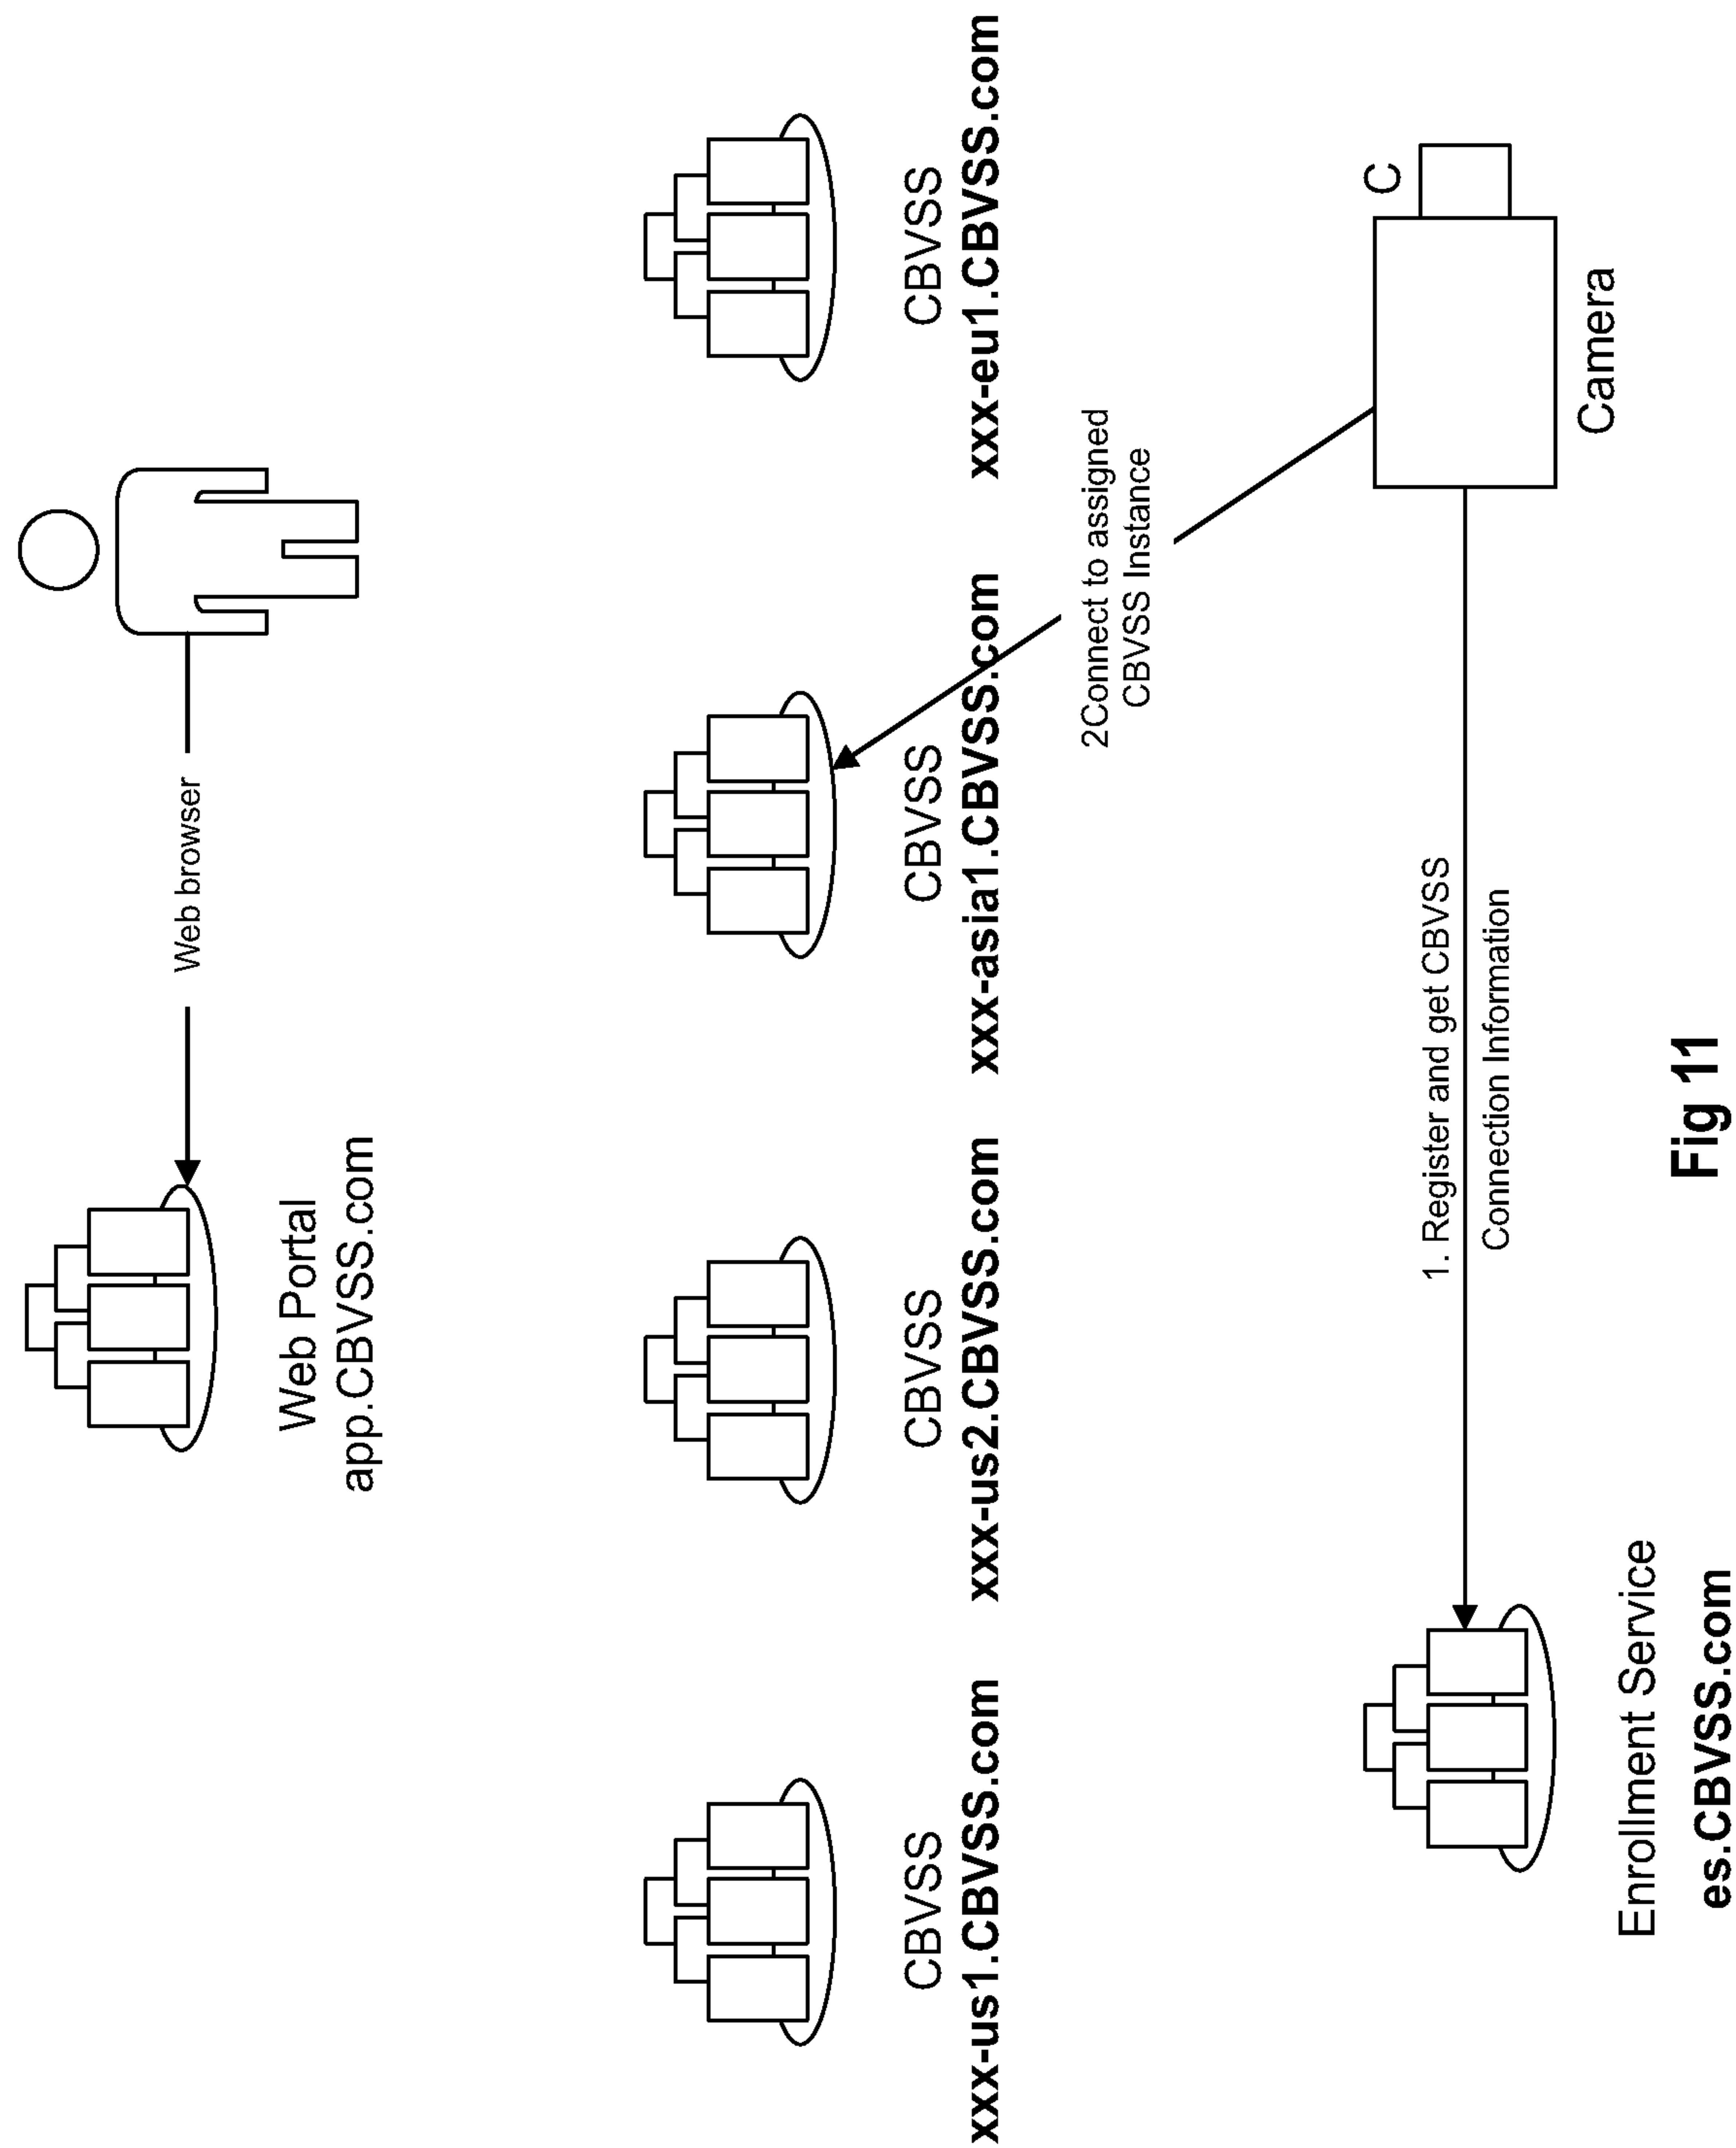 Web browser
Web Portal
app.CBVSS.com
CBVSS
xxx-us1.CBVSS.com
CBVSS
xxx-us2.CBVSS.com
CBVSS
xxx-asia1.CBVSS.com
CBVSS
xxx-eu1.CBVSS.com
2Connect to assigned
CBVSS Instance
C
Camera
1. Register and get CBVSS
Connection Information
Enrollment Service
es.CBVSS.com
Fig 11